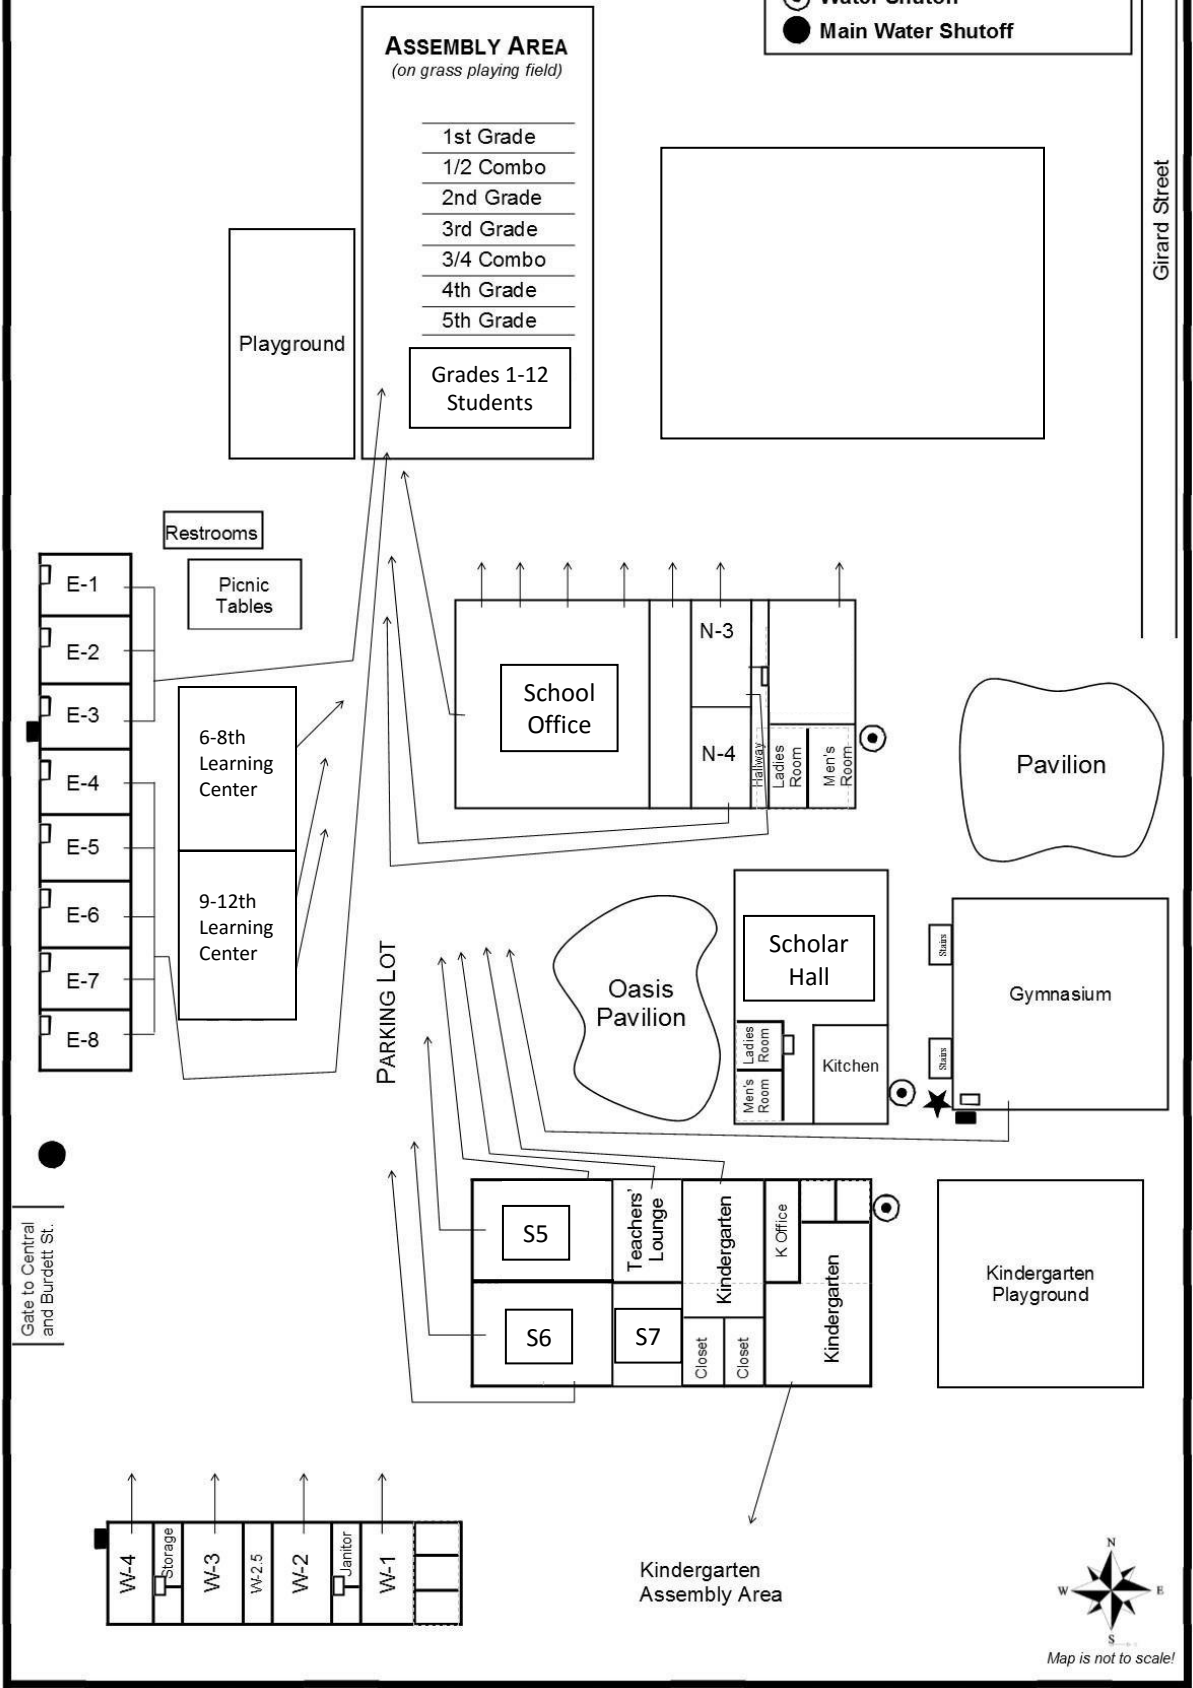 Water Shutoff
Main Water Shutoff
ASSEMBLY AREA
(on grass playing field)
1st Grade
1/2 Combo
2nd Grade
3rd Grade
3/4 Combo
4th Grade
5th Grade
Grades 1-12
Students
Playground
Girard Street
Restrooms
Picnic
Tables
E-1
E-2
E-3
E-4
E-5
E-6
E-7
E-8
6-8th
Learning
Center
9-12th
Learning
Center
School
Office
N-3
N-4
Hallway
Ladies
Room
Men's
Room
Pavilion
PARKING LOT
Oasis
Pavilion
Scholar
Hall
Ladies
Room
Men's
Room
Kitchen
Stairs
Stairs
Gymnasium
Gate to Central
and Burdett St.
S5
Teachers'
Lounge
Kindergarten
K Office
Kindergarten
S6
S7
Closet
Closet
Kindergarten
Playground
W-4
Storage
W-3
W-2.5
W-2
Janitor
W-1
Kindergarten
Assembly Area
N
W
E
S
Map is not to scale!